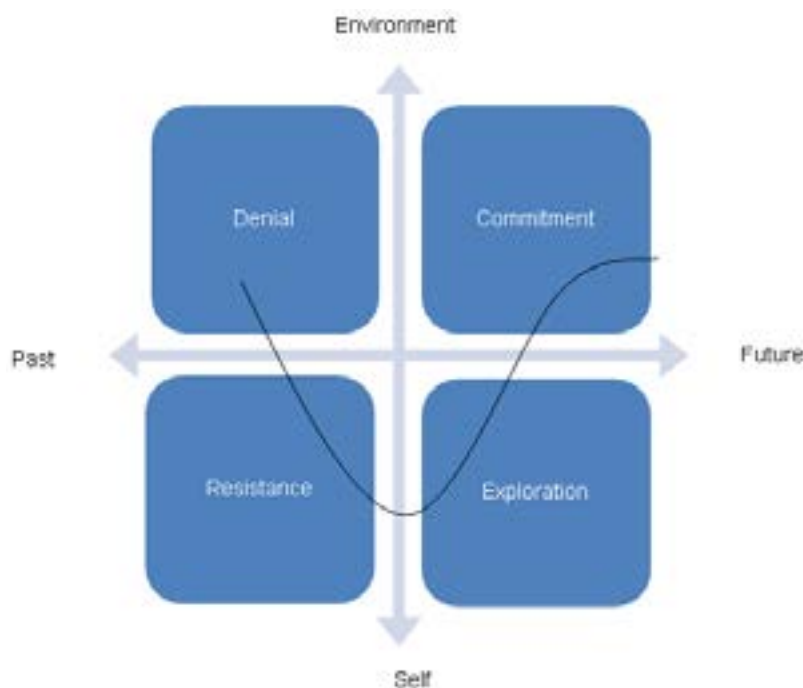 Environment
Denial
Commitment
Past
Future
Resistance
Exploration
Self